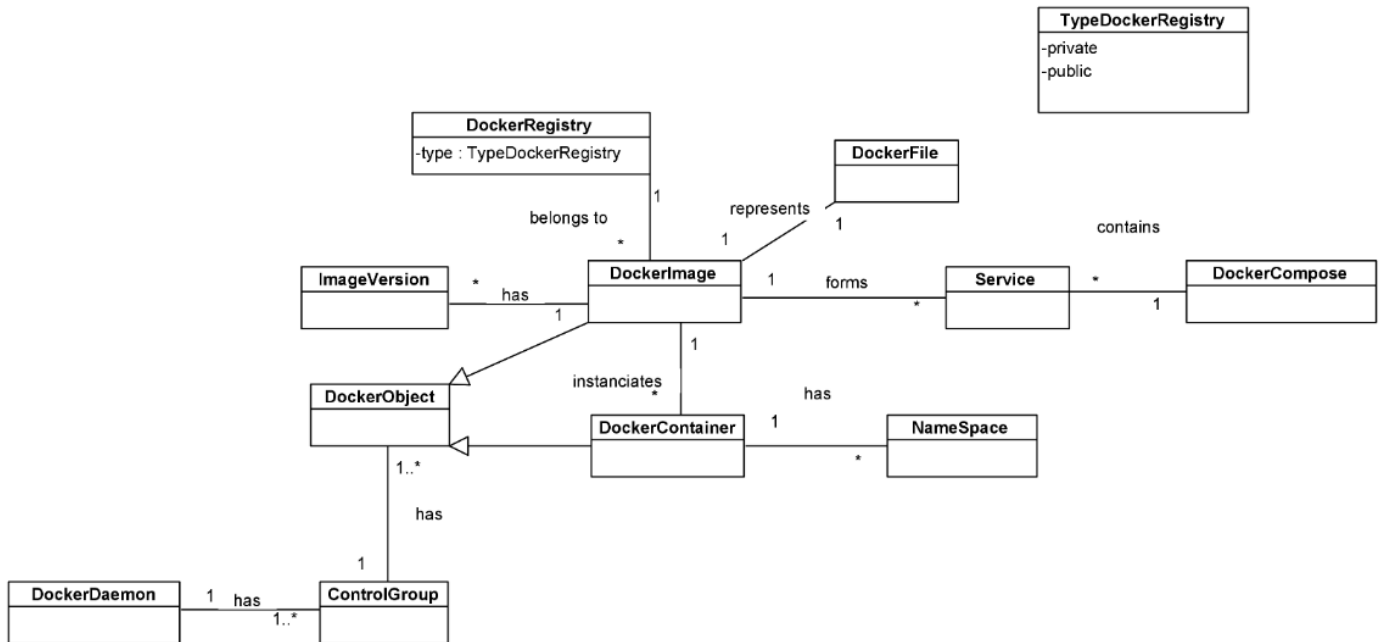 TypeDockerRegistry
-private
-public
DockerRegistry
-type : TypeDockerRegistry
DockerFile
1
belongs to
*
represents
1
1
contains
ImageVersion
*
has
1
DockerImage
1
forms
*
Service
*
1
DockerCompose
1
instanciates
*
DockerObject
DockerContainer
1
has
*
NameSpace
1..*
has
1
DockerDaemon
1
has
1..*
ControlGroup